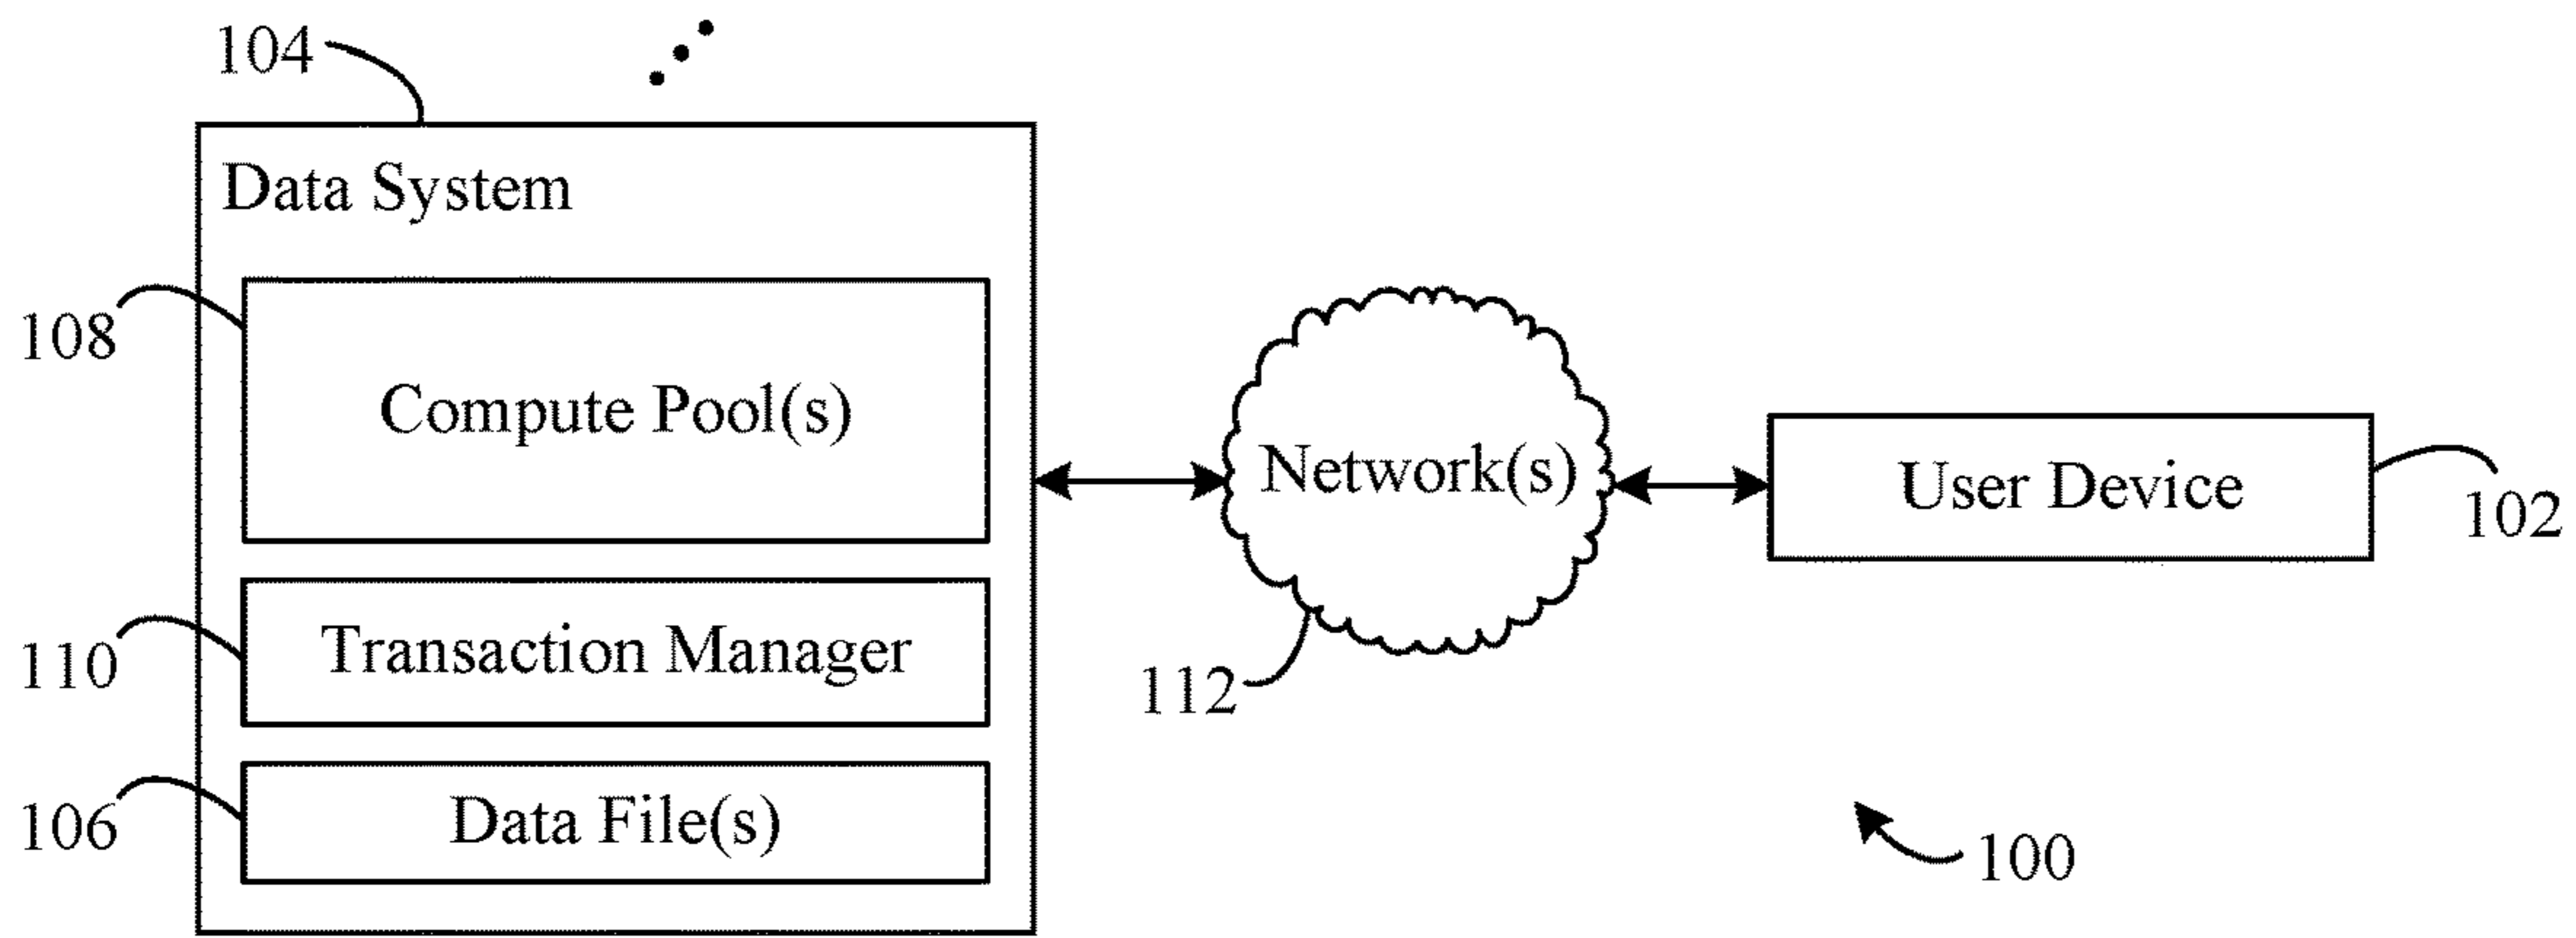 104
Data System
108
Compute Pool(s)
Network(s)
User Device
102
110
Transaction Manager
112
106
Data File(s)
100